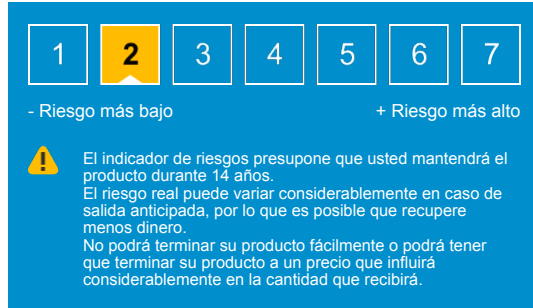 1 2 3 4 5 6 7
- Riesgo más bajo + Riesgo más alto
El indicador de riesgos presupone que usted mantendrá el
producto durante 14 años.
El riesgo real puede variar considerablemente en caso de
salida anticipada, por lo que es posible que recupere
menos dinero.
No podrá terminar su producto fácilmente o podrá tener
que terminar su producto a un precio que influirá
considerablemente en la cantidad que recibirá.